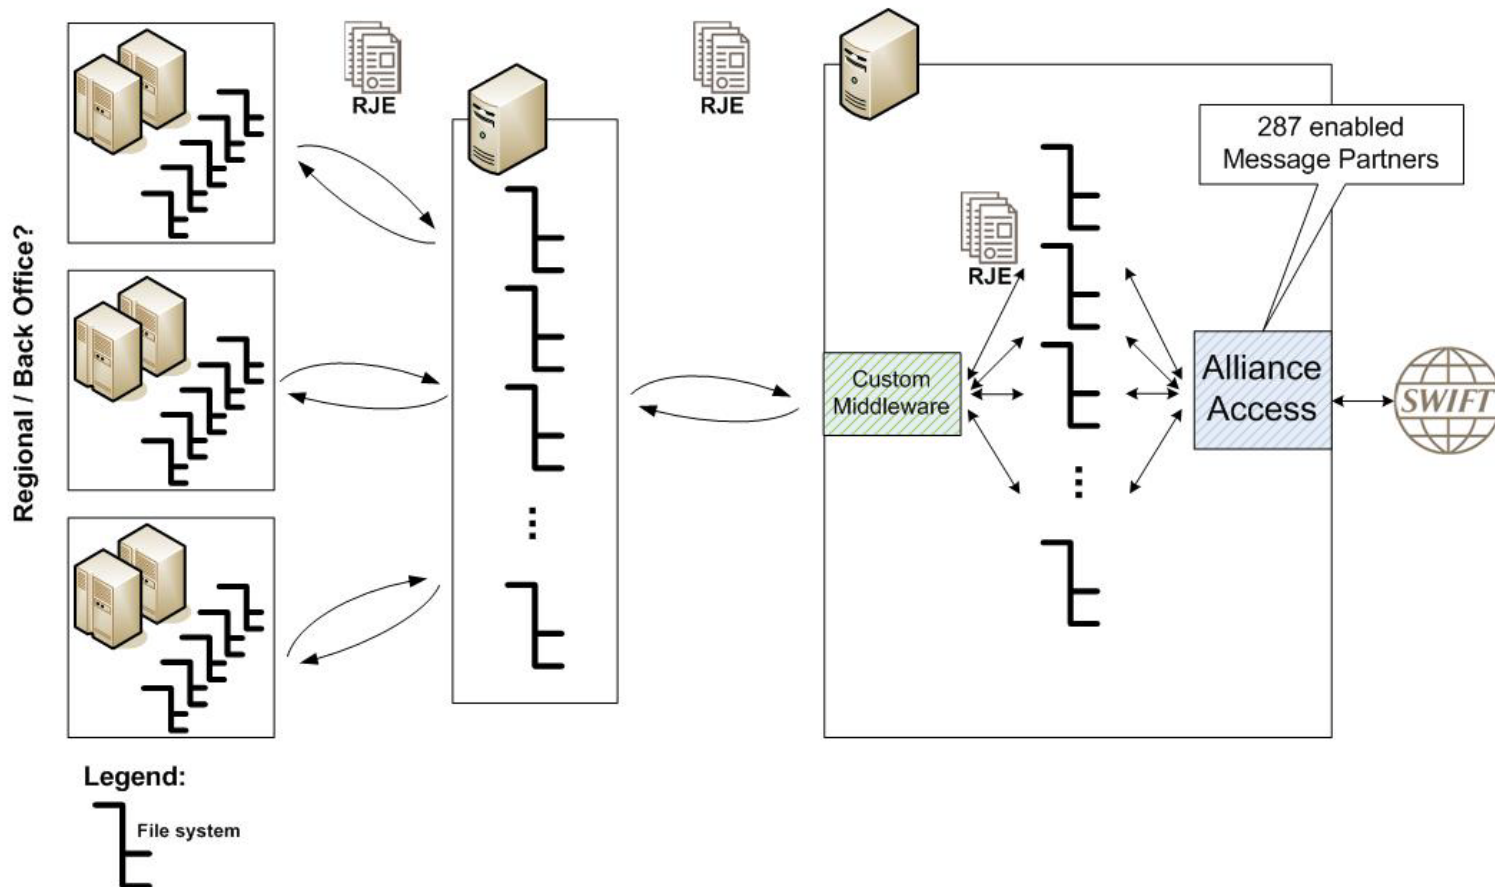 RJE
RJE
287 enabled
Message Partners
Regional / Back Office?
RJE
Custom
Middleware
Alliance
Access
SWIFT
Legend:
File system